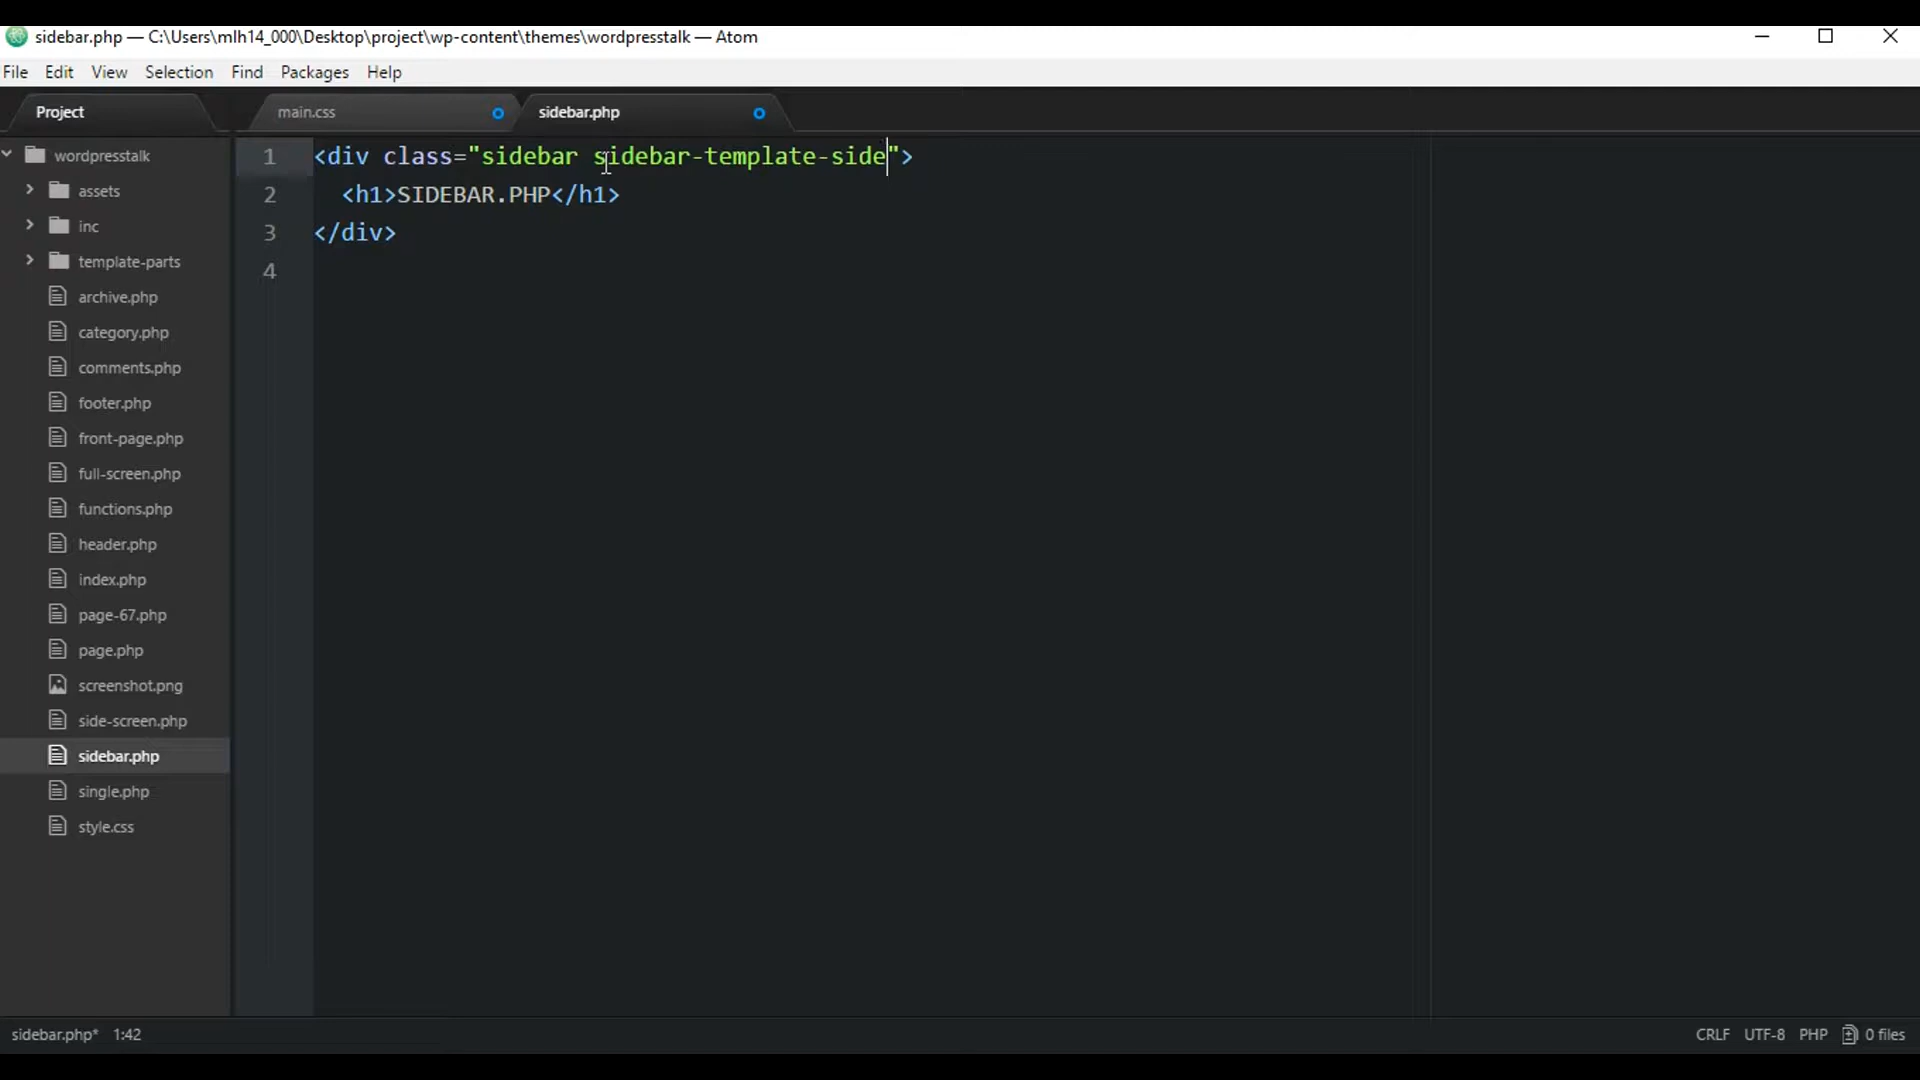 sidebar.php — C:\Users\mlh14_000\Desktop\project\wp-content\themes\wordpresstalk — Atom
File Edit View Selection Find Packages Help
Project
main.css
sidebar.php
wordpresstalk
assets
inc
template-parts
archive.php
category.php
comments.php
footer.php
front-page.php
full-screen.php
functions.php
header.php
index.php
page-67.php
page.php
screenshot.png
side-screen.php
sidebar.php
single.php
style.css
1 <div class="sidebar sidebar-template-side">
2 <h1>SIDEBAR.PHP</h1>
3 </div>
4
sidebar.php* 1:42
CRLF UTF-8 PHP 0 files